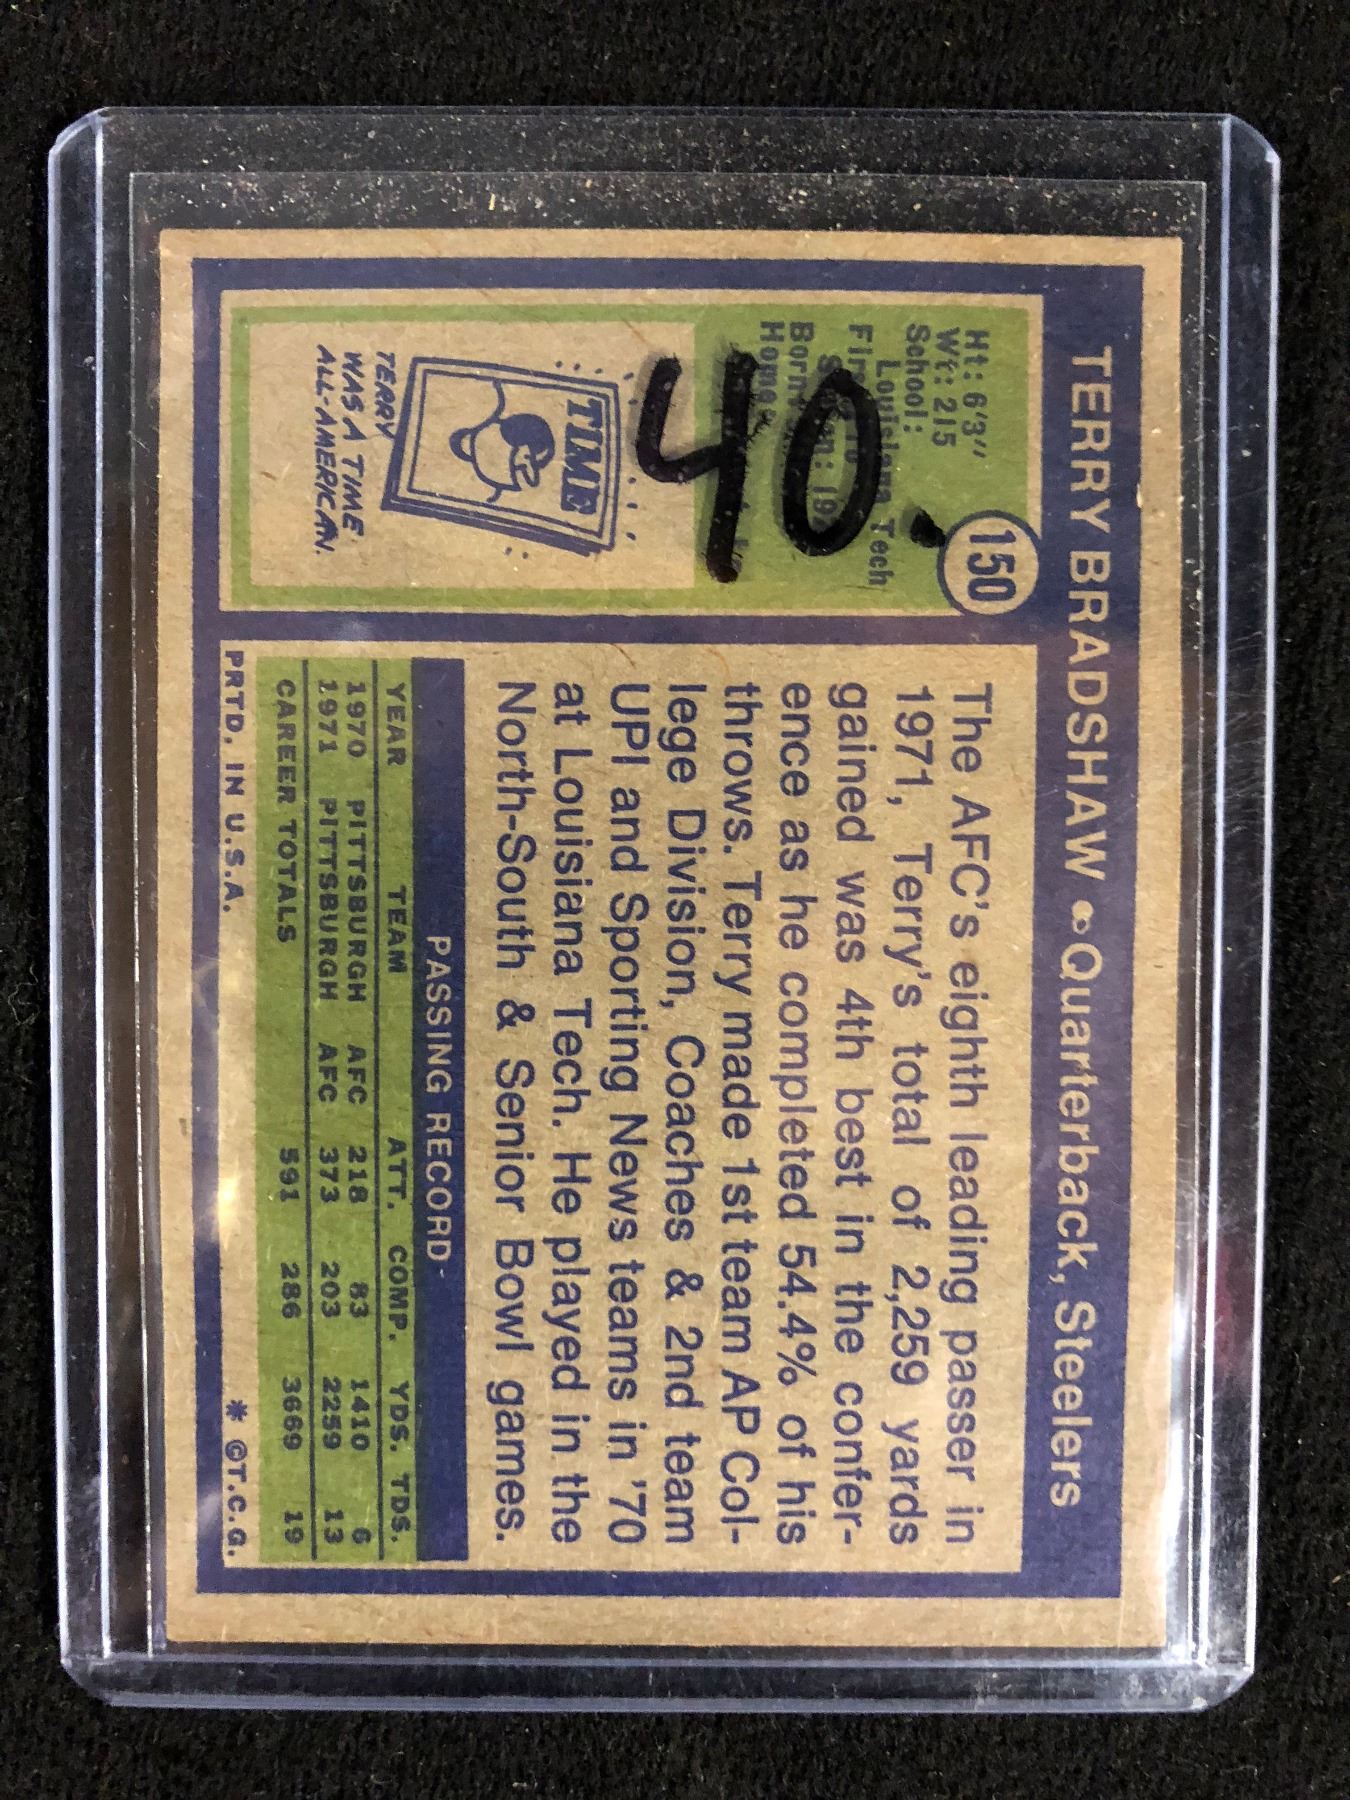 TERRY BRADSHAW • Quarterback, Steelers
150
Ht: 6'3"
Wt: 215
School:
Louisiana Tech
40.
TIME
TERRY
WAS A TIME
ALL-AMERICAN.
The AFC's eighth leading passer in
1971, Terry's total of 2,259 yards
gained was 4th best in the confer-
ence as he completed 54.4% of his
throws. Terry made 1st team AP Col-
lege Division, Coaches & 2nd team
UPI and Sporting News teams in '70
at Louisiana Tech. He played in the
North-South & Senior Bowl games.
PASSING RECORD
YEAR TEAM ATT. COMP. YDS. TDS.
1970 PITTSBURGH AFC 218 83 1410 6
1971 PITTSBURGH AFC 373 203 2259 13
CAREER TOTALS 591 286 3669 19
PRTD. IN U.S.A. * ©T.C.G.